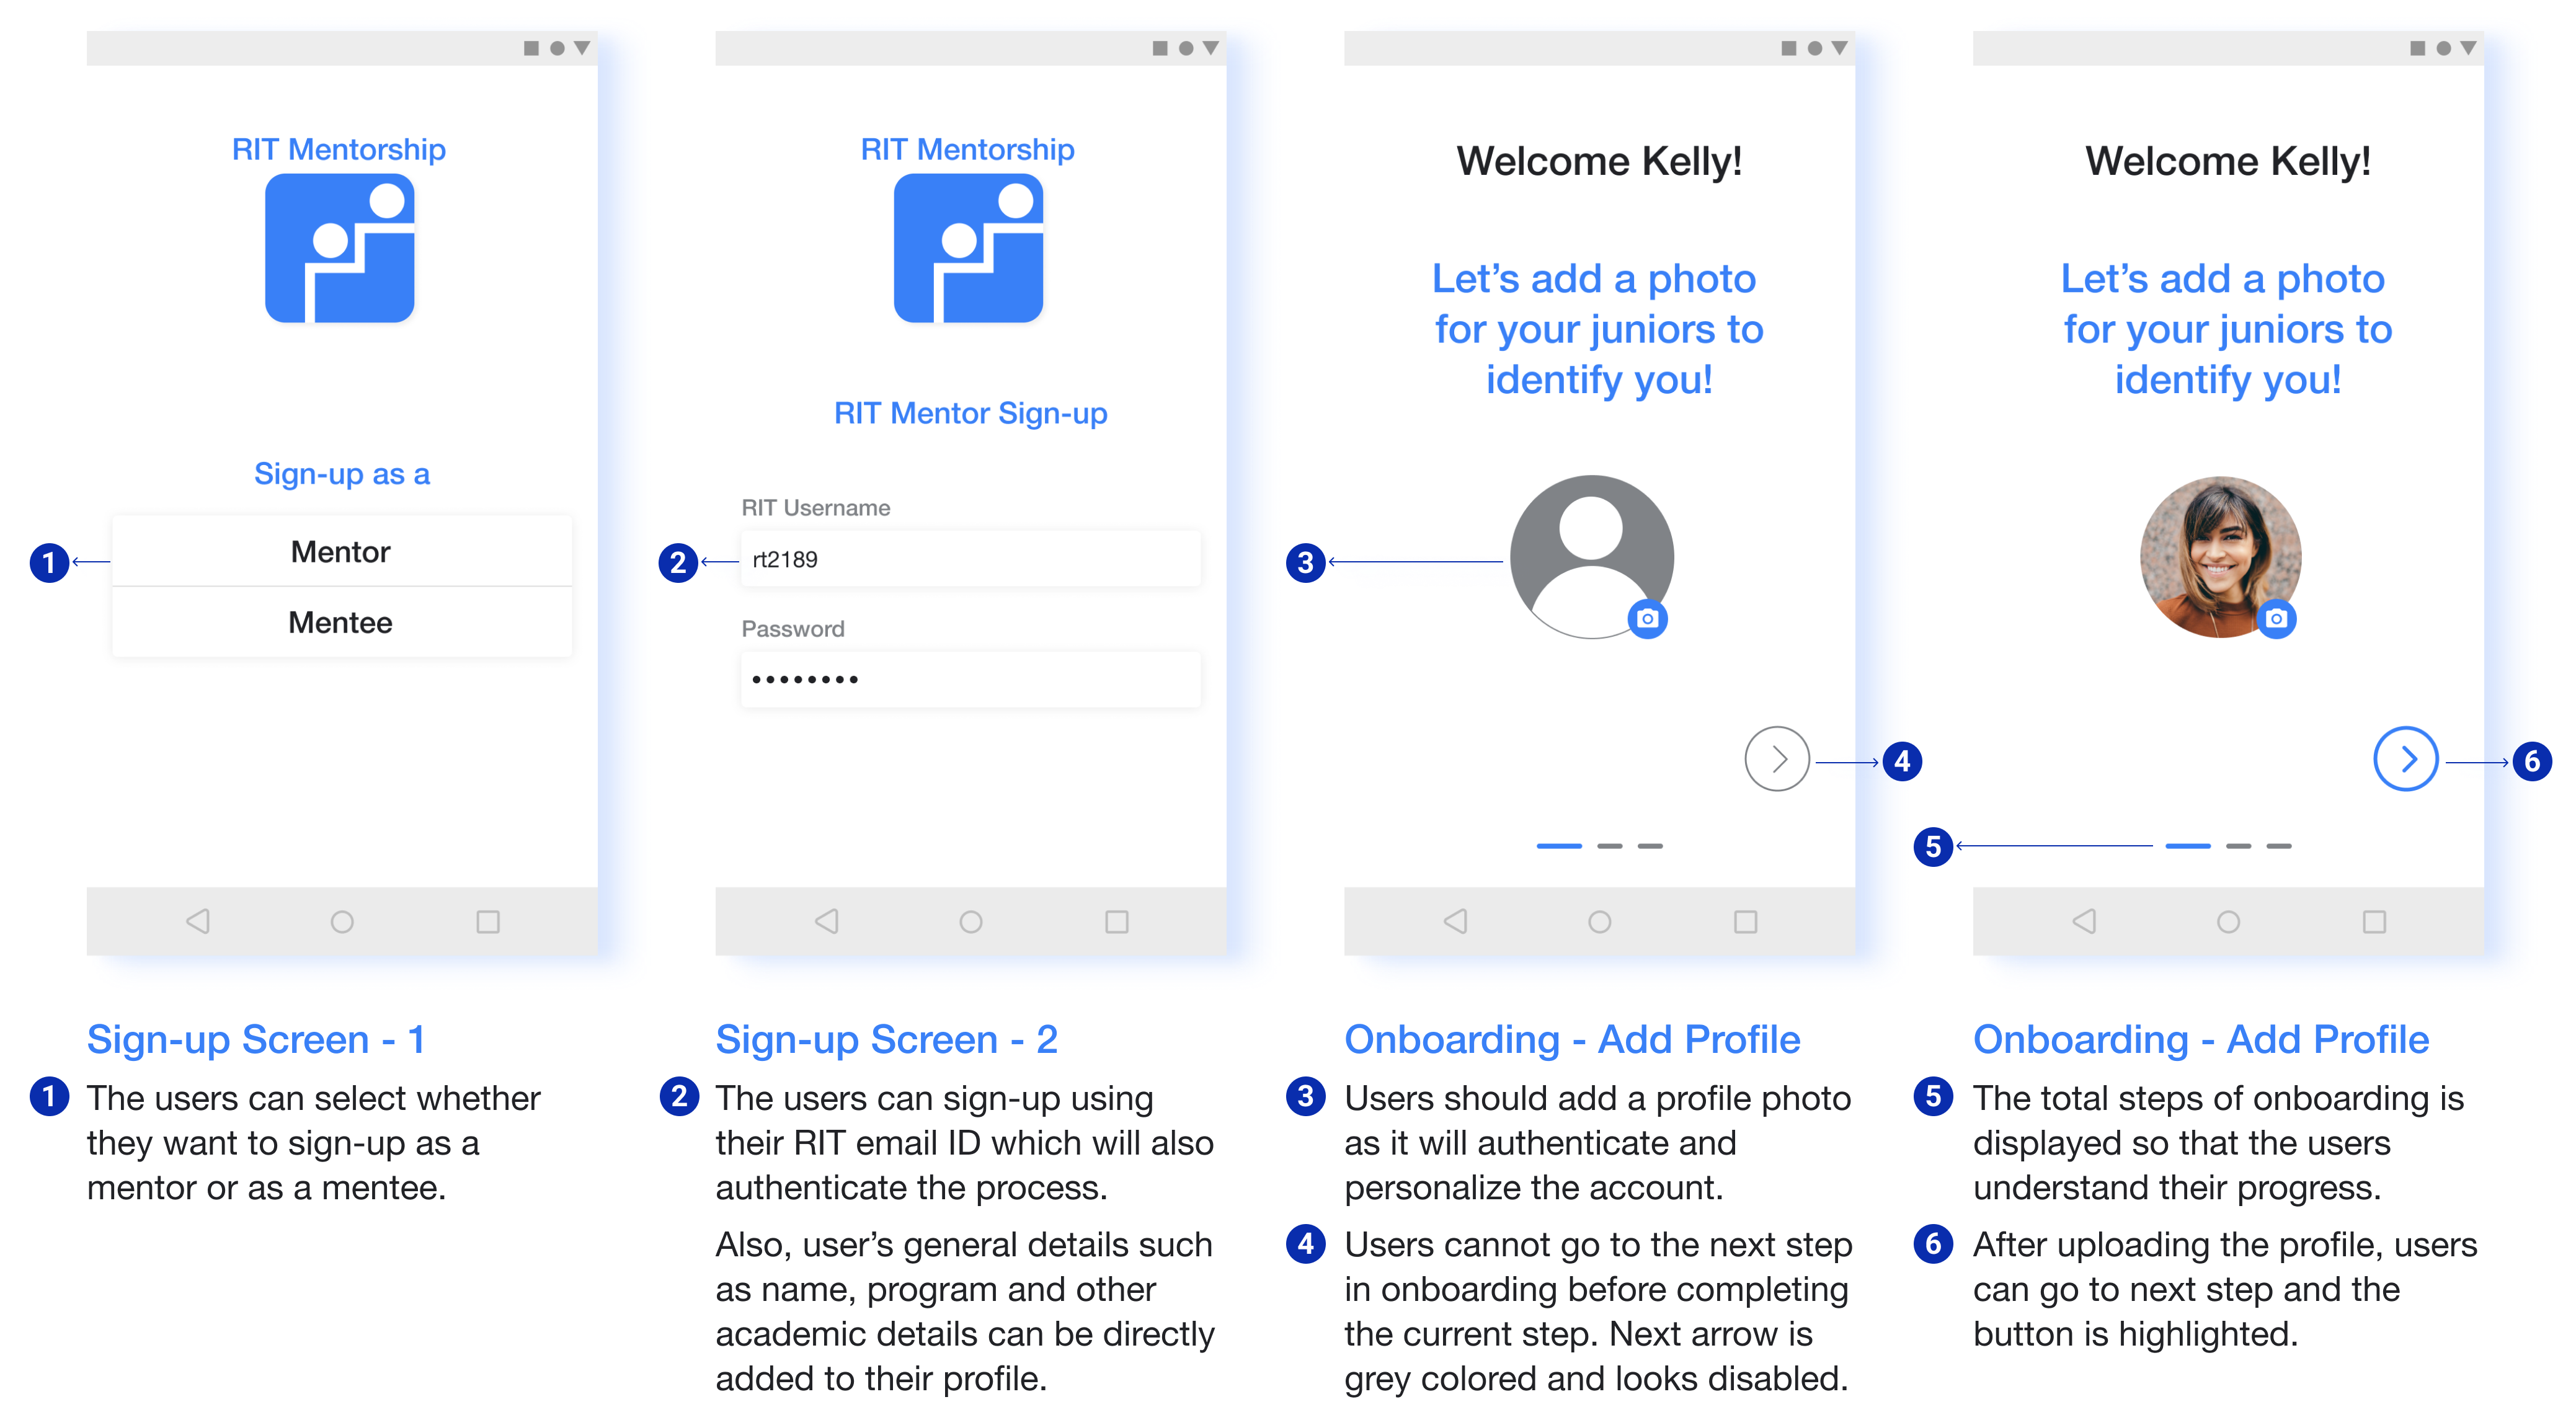 RIT Mentorship
Sign-up as a
1
Mentor
Mentee
RIT Mentorship
RIT Mentor Sign-up
RIT Username
2
rt2189
Password
••••••••
Welcome Kelly!
Let's add a photo
for your juniors to
identify you!
3
4
Welcome Kelly!
Let's add a photo
for your juniors to
identify you!
6
5
Sign-up Screen - 1
1
The users can select whether
they want to sign-up as a
mentor or as a mentee.
Sign-up Screen - 2
2
The users can sign-up using
their RIT email ID which will also
authenticate the process.
Also, user's general details such
as name, program and other
academic details can be directly
added to their profile.
Onboarding - Add Profile
3
Users should add a profile photo
as it will authenticate and
personalize the account.
4
Users cannot go to the next step
in onboarding before completing
the current step. Next arrow is
grey colored and looks disabled.
Onboarding - Add Profile
5
The total steps of onboarding is
displayed so that the users
understand their progress.
6
After uploading the profile, users
can go to next step and the
button is highlighted.